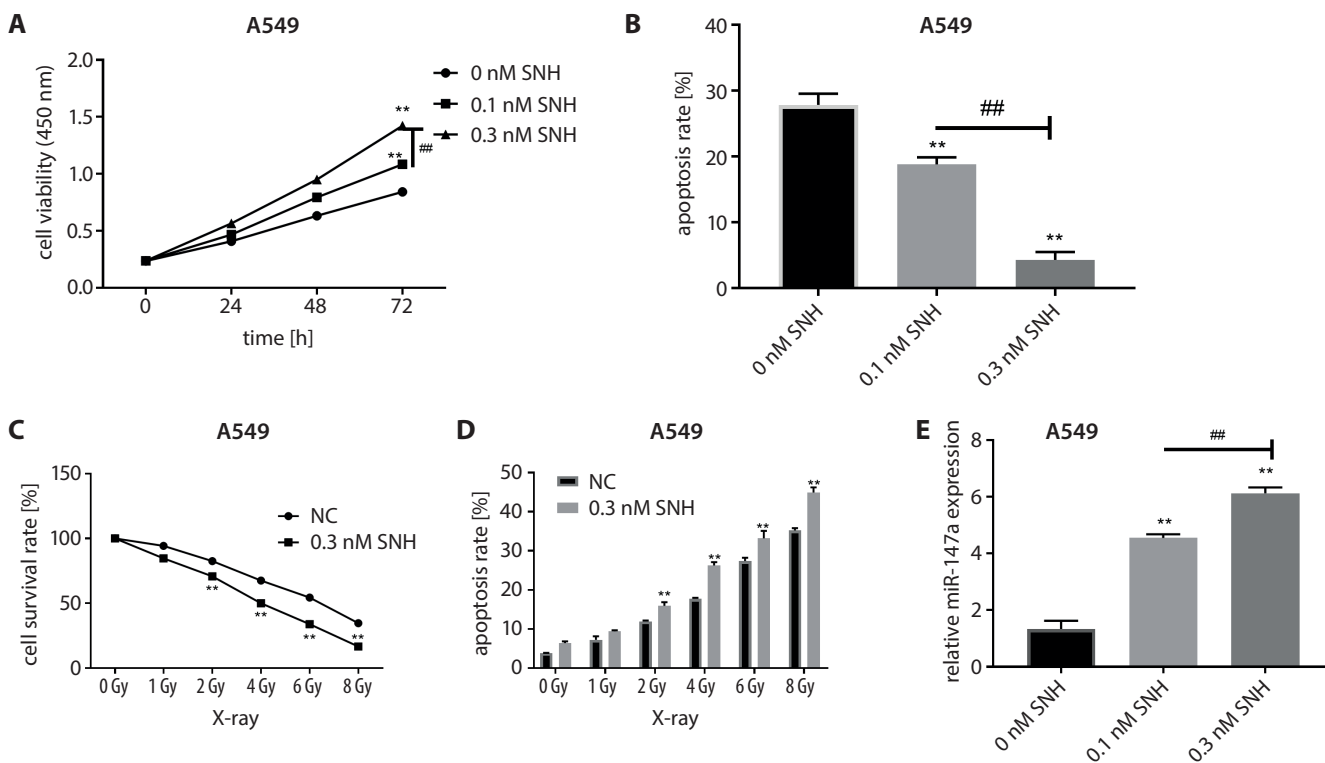 A
A549
cell viability (450 nm)
2.0
1.5
1.0
0.5
0.0
0 24 48 72
time [h]
0 nM SNH
0.1 nM SNH
0.3 nM SNH
**
**
##
B
A549
apoptosis rate [%]
40
30
20
10
0
##
**
**
0 nM SNH
0.1 nM SNH
0.3 nM SNH
C
A549
cell survival rate [%]
150
100
50
0
NC
0.3 nM SNH
** ** ** **
0 Gy 1 Gy 2 Gy 4 Gy 6 Gy 8 Gy
X-ray
D
A549
apoptosis rate [%]
50
40
30
20
10
0
NC
0.3 nM SNH
** ** ** **
0 Gy 1 Gy 2 Gy 4 Gy 6 Gy 8 Gy
X-ray
E
A549
relative miR-147a expression
8
6
4
2
0
##
**
**
0 nM SNH
0.1 nM SNH
0.3 nM SNH